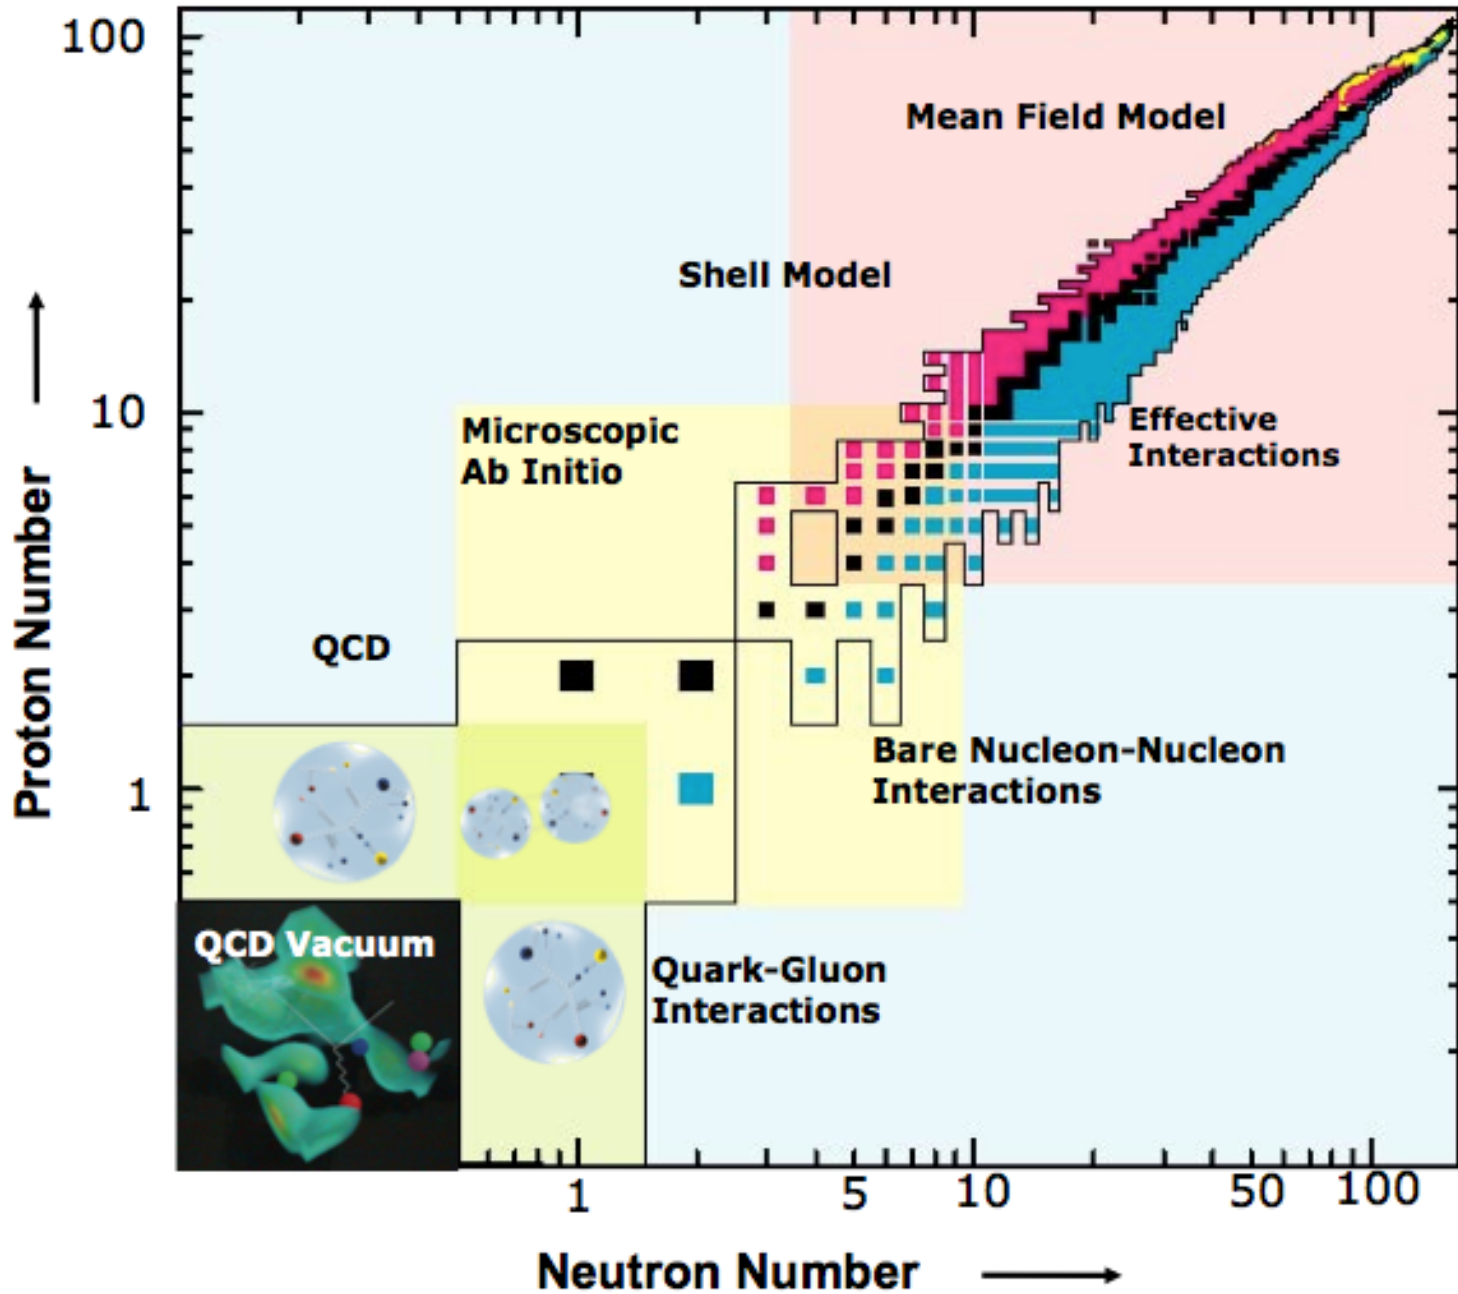 100
Mean Field Model
Shell Model
10
Microscopic
Ab Initio
Effective
Interactions
QCD
Bare Nucleon-Nucleon
Interactions
1
QCD Vacuum
Quark-Gluon
Interactions
Proton Number
1
5
10
50
100
Neutron Number